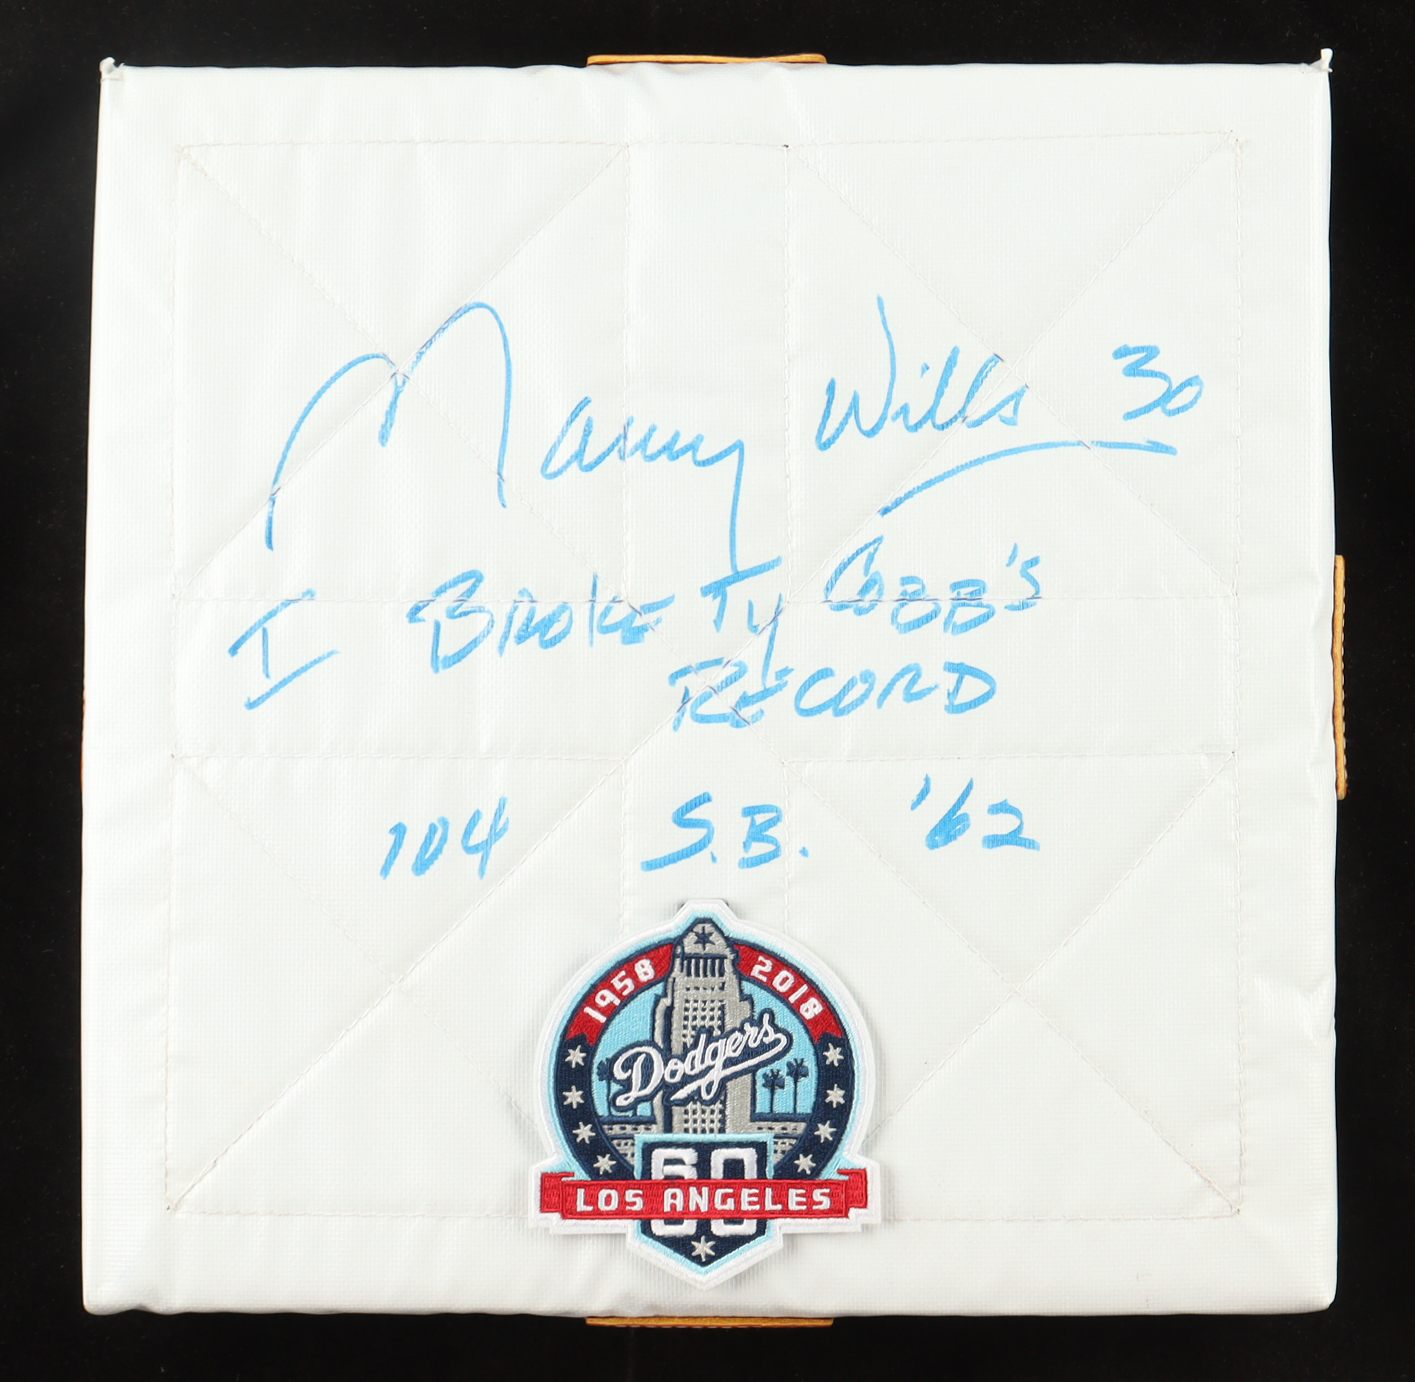 Maury Wills 30
I BROKE TY COBB'S
RECORD
104 S.B. '62
1958 2018
Dodgers
60
LOS ANGELES